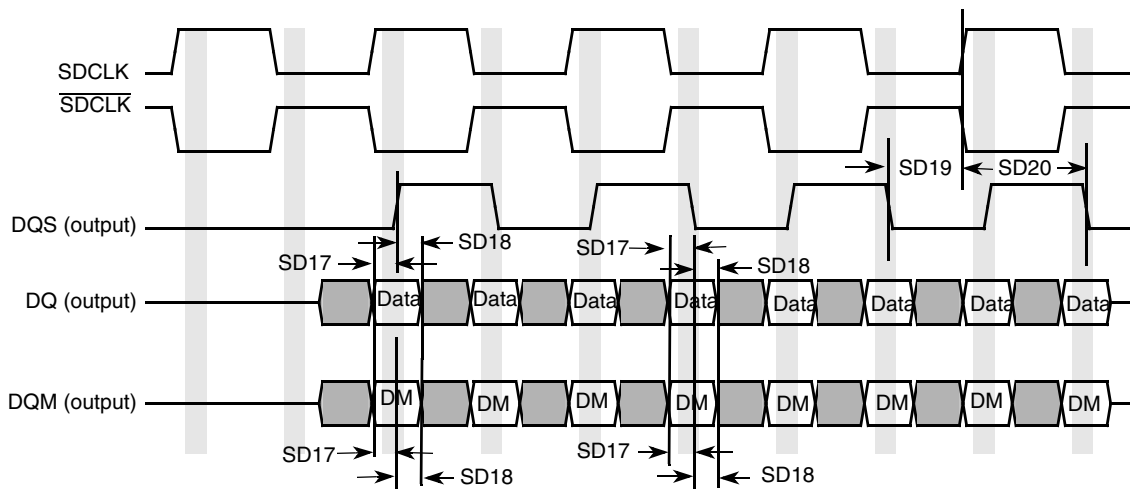 SDCLK
SDCLK
SD19 SD20
DQS (output)
SD18 SD17
SD17 SD18
DQ (output) Data Data Data Data Data Data Data Data
DQM (output) DM DM DM DM DM DM DM DM
SD17 SD17
SD18 SD18